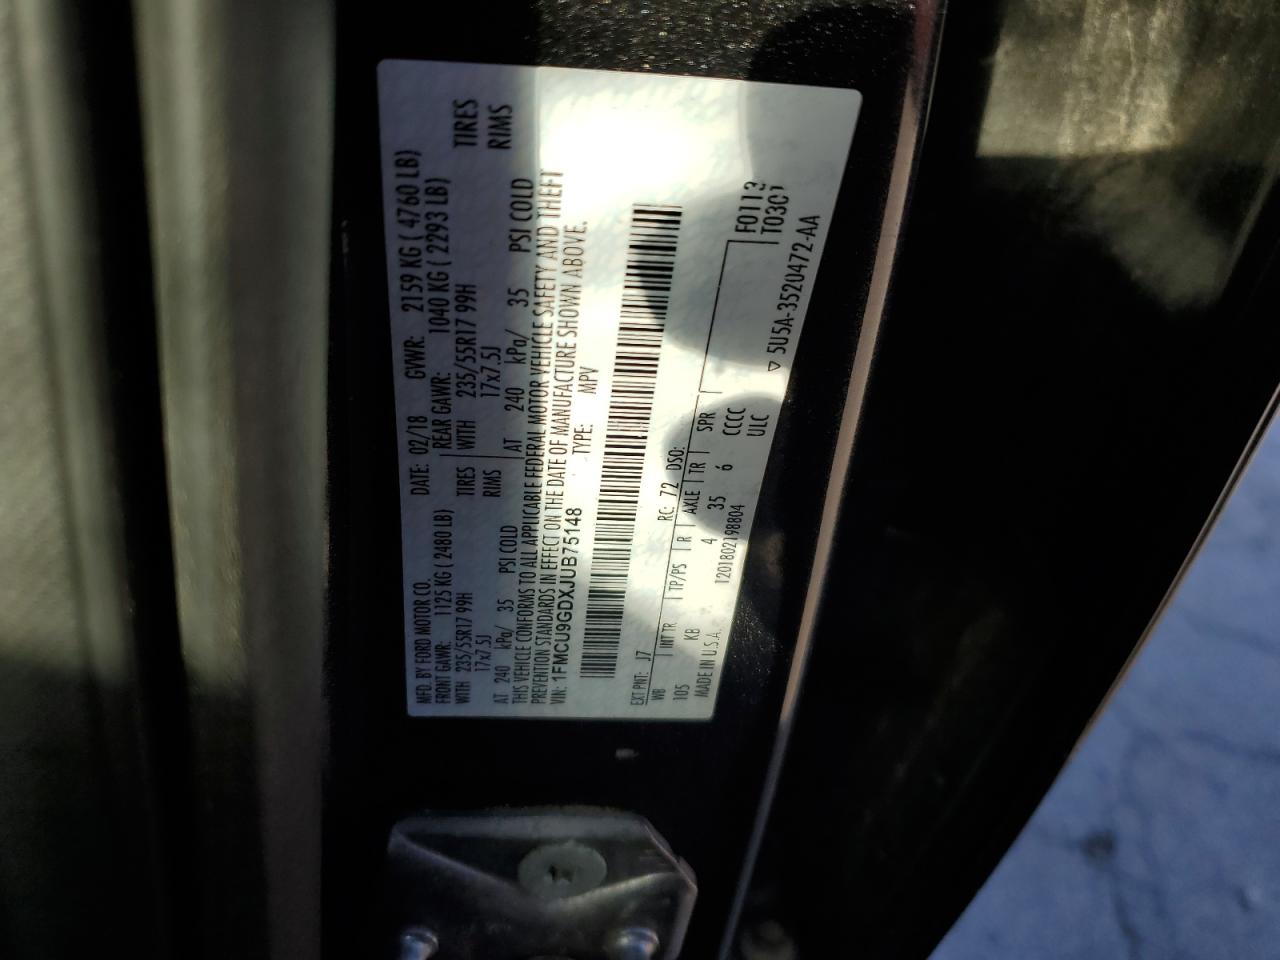 MFD. BY FORD MOTOR CO. DATE: 02/18 GVWR: 2159 KG ( 4760 LB)
FRONT GAWR: 1125 KG ( 2480 LB) REAR GAWR: 1040 KG ( 2293 LB)
WITH 235/55R17 99H TIRES WITH 235/55R17 99H TIRES
17x7.5J RIMS 17x7.5J RIMS
AT 240 kPa/ 35 PSI COLD AT 240 kPa/ 35 PSI COLD
THIS VEHICLE CONFORMS TO ALL APPLICABLE FEDERAL MOTOR VEHICLE SAFETY AND THEFT
PREVENTION STANDARDS IN EFFECT ON THE DATE OF MANUFACTURE SHOWN ABOVE.
VIN: 1FMCU9GDXJUB75148 TYPE: MPV
EXT PNT: J7 RC: 72 DSO:
WB INT TR TP/PS R AXLE TR SPR F0113
105 KB 4 35 6 CCCC T0301
MADE IN U.S.A. 1201802198804 ULC
▽ 5U5A-3520472-AA